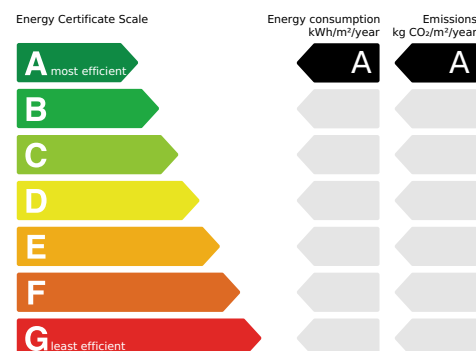 Energy Certificate Scale
Energy consumption
kWh/m²/year
Emissions
kg CO₂/m²/year
A most efficient
A
A
B
C
D
E
F
G least efficient